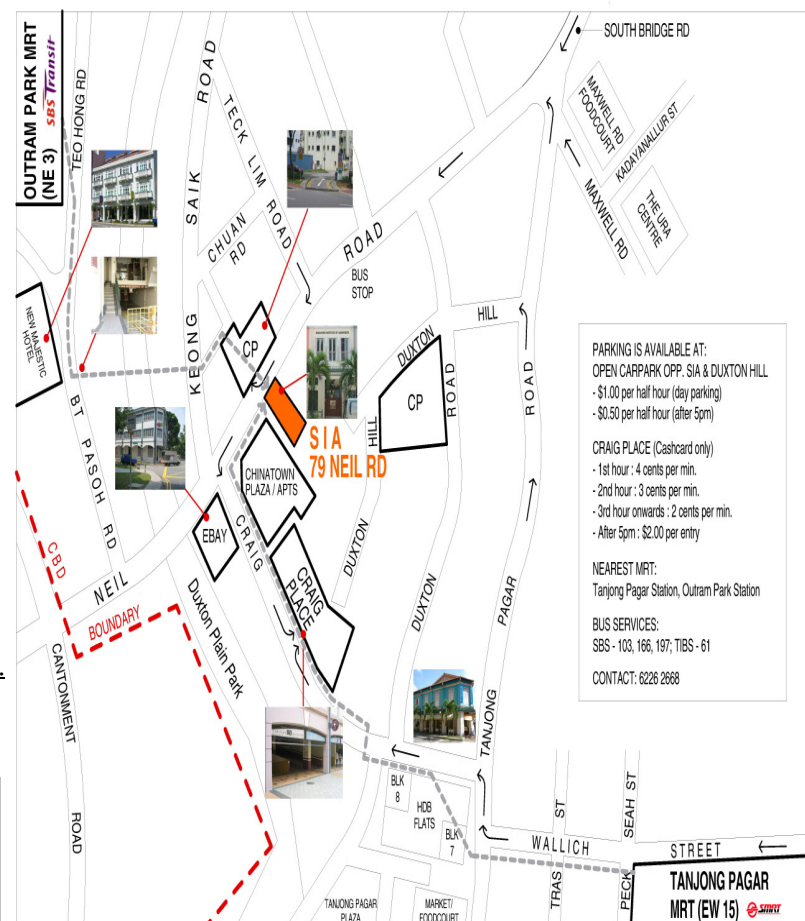 OUTRAM PARK MRT
(NE 3)
SBS Transit
TEO HONG RD
SAIK
ROAD
KEONG
TECK LIM ROAD
CHUAN
RD
ROAD
BUS
STOP
SOUTH BRIDGE RD
MAXWELL RD
FOODCOURT
KADAYANALLUR ST
THE URA
CENTRE
MAXWELL RD
NEW MAJESTIC
HOTEL
BT PASOH RD
CP
DUXTON
HILL
CP
ROAD
ROAD
HILL
DUXTON
SIA
79 NEIL RD
CHINATOWN
PLAZA / APTS
EBAY
CRAIG
CRAIG
PLACE
CBD
BOUNDARY
NEIL
Duxton Plain Park
DUXTON
PAGAR
TANJONG
CANTONMENT
ROAD
PARKING IS AVAILABLE AT:
OPEN CARPARK OPP. SIA & DUXTON HILL
- $1.00 per half hour (day parking)
- $0.50 per half hour (after 5pm)
CRAIG PLACE (Cashcard only)
- 1st hour : 4 cents per min.
- 2nd hour : 3 cents per min.
- 3rd hour onwards : 2 cents per min.
- After 5pm : $2.00 per entry
NEAREST MRT:
Tanjong Pagar Station, Outram Park Station
BUS SERVICES:
SBS - 103, 166, 197; TIBS - 61
CONTACT: 6226 2668
BLK
8
HDB
FLATS
BLK
7
WALLICH
STREET
TRAS ST
PECK SEAH ST
TANJONG PAGAR
PLAZA
MARKET/
FOODCOURT
TANJONG PAGAR
MRT (EW 15)
SMRT